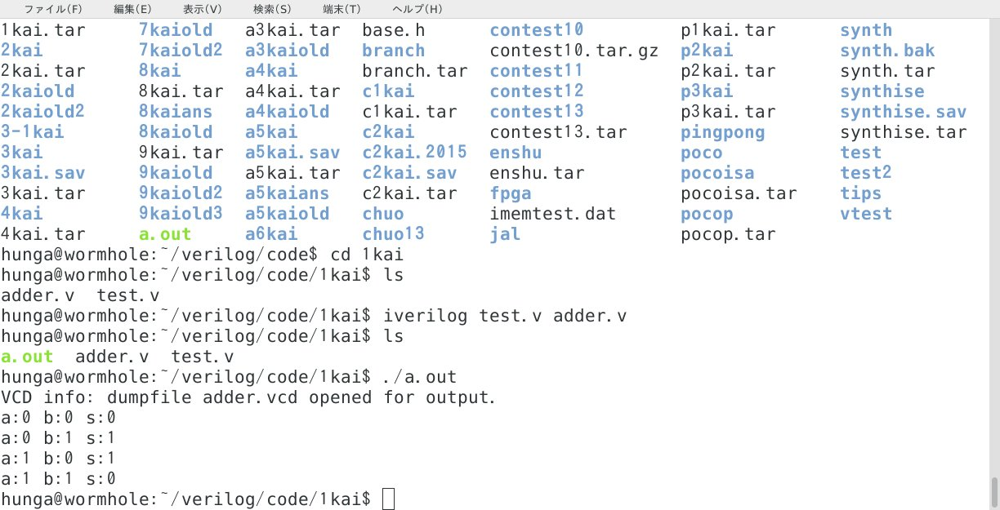 ファイル(F) 編集(E) 表示(V) 検索(S) 端末(T) ヘルプ(H)
1kai.tar 7kaiold a3kai.tar base.h contest10 p1kai.tar synth
2kai 7kaiold2 a3kaiold branch contest10.tar.gz p2kai synth.bak
2kai.tar 8kai a4kai branch.tar contest11 p2kai.tar synth.tar
2kaiold 8kai.tar a4kai.tar c1kai contest12 p3kai synthise
2kaiold2 8kaians a4kaiold c1kai.tar contest13 p3kai.tar synthise.sav
3-1kai 8kaiold a5kai c2kai contest13.tar pingpong synthise.tar
3kai 9kai.tar a5kai.sav c2kai.2015 enshu poco test
3kai.sav 9kaiold a5kai.tar c2kai.sav enshu.tar pocoisa test2
3kai.tar 9kaiold2 a5kaians c2kai.tar fpga pocoisa.tar tips
4kai 9kaiold3 a5kaiold chuo imemtest.dat pocop vtest
4kai.tar a.out a6kai chuo13 jal pocop.tar
hunga@wormhole:~/verilog/code$ cd 1kai
hunga@wormhole:~/verilog/code/1kai$ ls
adder.v test.v
hunga@wormhole:~/verilog/code/1kai$ iverilog test.v adder.v
hunga@wormhole:~/verilog/code/1kai$ ls
a.out adder.v test.v
hunga@wormhole:~/verilog/code/1kai$ ./a.out
VCD info: dumpfile adder.vcd opened for output.
a:0 b:0 s:0
a:0 b:1 s:1
a:1 b:0 s:1
a:1 b:1 s:0
hunga@wormhole:~/verilog/code/1kai$